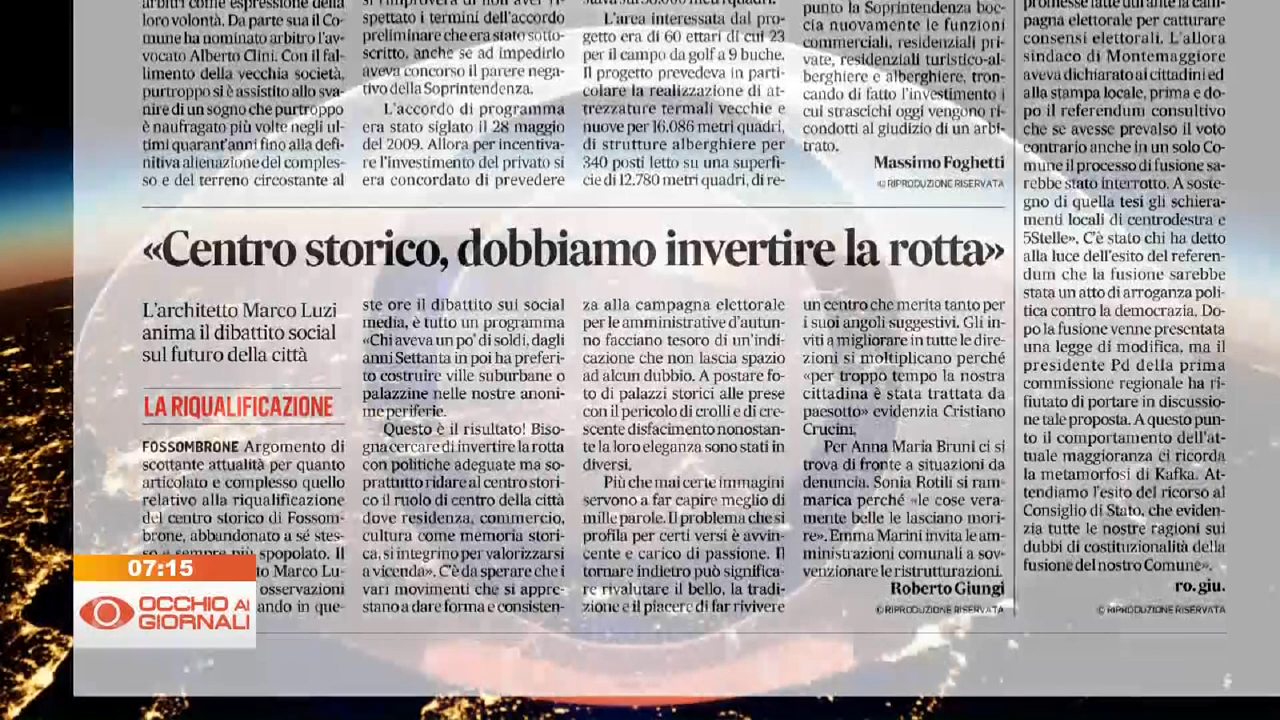 arbitri come espressione della
loro volontà. Da parte sua il Co-
mune ha nominato arbitro l'av-
vocato Alberto Clini. Con il fal-
limento della vecchia società,
purtroppo si è assistito allo sva-
nire di un sogno che purtroppo
è naufragato più volte negli ul-
timi quarant'anni fino alla defi-
nitiva alienazione del comples-
so e del terreno circostante al
spettato i termini dell'accordo
preliminare che era stato sotto-
scritto, anche se ad impedirlo
aveva concorso il parere nega-
tivo della Soprintendenza.
L'accordo di programma
era stato siglato il 28 maggio
del 2009. Allora per incentiva-
re l'investimento del privato si
era concordato di prevedere
L'area interessata dal pro-
getto era di 60 ettari di cui 23
per il campo da golf a 9 buche.
Il progetto prevedeva in parti-
colare la realizzazione di at-
trezzature termali vecchie e
nuove per 16.086 metri quadri,
di strutture alberghiere per
340 posti letto su una superfi-
cie di 12.780 metri quadri, di re-
punto la Soprintendenza boc-
cia nuovamente le funzioni
commerciali, residenziali pri-
vate, residenziali turistico-al-
berghiere e alberghiere, tron-
cando di fatto l'investimento i
cui strascichi oggi vengono ri-
condotti al giudizio di un arbi-
trato.
Massimo Foghetti
© RIPRODUZIONE RISERVATA
«Centro storico, dobbiamo invertire la rotta»
L'architetto Marco Luzi
anima il dibattito social
sul futuro della città
LA RIQUALIFICAZIONE
FOSSOMBRONE Argomento di
scottante attualità per quanto
articolato e complesso quello
relativo alla riqualificazione
del centro storico di Fossom-
brone, abbandonato a sé stes-
so e sempre più spopolato. Il
to Marco Lu-
osservazioni
ando in que-
ste ore il dibattito sui social
media, è tutto un programma
«Chi aveva un po' di soldi, dagli
anni Settanta in poi ha preferi-
to costruire ville suburbane o
palazzine nelle nostre anoni-
me periferie.
Questo è il risultato! Biso-
gna cercare di invertire la rotta
con politiche adeguate ma so-
prattutto ridare al centro stori-
co il ruolo di centro della città
dove residenza, commercio,
cultura come memoria stori-
ca, si integrino per valorizzarsi
a vicenda». C'è da sperare che i
vari movimenti che si appre-
stano a dare forma e consisten-
za alla campagna elettorale
per le amministrative d'autun-
no facciano tesoro di un'indi-
cazione che non lascia spazio
ad alcun dubbio. A postare fo-
to di palazzi storici alle prese
con il pericolo di crolli e di cre-
scente disfacimento nonostan-
te la loro eleganza sono stati in
diversi.
Più che mai certe immagini
servono a far capire meglio di
mille parole. Il problema che si
profila per certi versi è avvin-
cente e carico di passione. Il
tornare indietro può significa-
re rivalutare il bello, la tradi-
zione e il piacere di far rivivere
un centro che merita tanto per
i suoi angoli suggestivi. Gli in-
viti a migliorare in tutte le dire-
zioni si moltiplicano perché
«per troppo tempo la nostra
cittadina è stata trattata da
paesotto» evidenzia Cristiano
Crucini.
Per Anna Maria Bruni ci si
trova di fronte a situazioni da
denuncia. Sonia Rotili si ram-
marica perché «le cose vera-
mente belle le lasciano mori-
re». Emma Marini invita le am-
ministrazioni comunali a sov-
venzionare le ristrutturazioni.
Roberto Giungi
© RIPRODUZIONE RISERVATA
promesse fatte durante la cam-
pagna elettorale per catturare
consensi elettorali. L'allora
sindaco di Montemaggiore
aveva dichiarato ai cittadini ed
alla stampa locale, prima e do-
po il referendum consultivo
che se avesse prevalso il voto
contrario anche in un solo Co-
mune il processo di fusione sa-
rebbe stato interrotto. A soste-
gno di quella tesi gli schiera-
menti locali di centrodestra e
5Stelle». C'è stato chi ha detto
alla luce dell'esito del referen-
dum che la fusione sarebbe
stata un atto di arroganza poli-
tica contro la democrazia. Do-
po la fusione venne presentata
una legge di modifica, ma il
presidente Pd della prima
commissione regionale ha ri-
fiutato di portare in discussio-
ne tale proposta. A questo pun-
to il comportamento dell'at-
tuale maggioranza ci ricorda
la metamorfosi di Kafka. At-
tendiamo l'esito del ricorso al
Consiglio di Stato, che eviden-
zia tutte le nostre ragioni sui
dubbi di costituzionalità della
fusione del nostro Comune».
ro. giu.
© RIPRODUZIONE RISERVATA
07:15
OCCHIO AI
GIORNALI